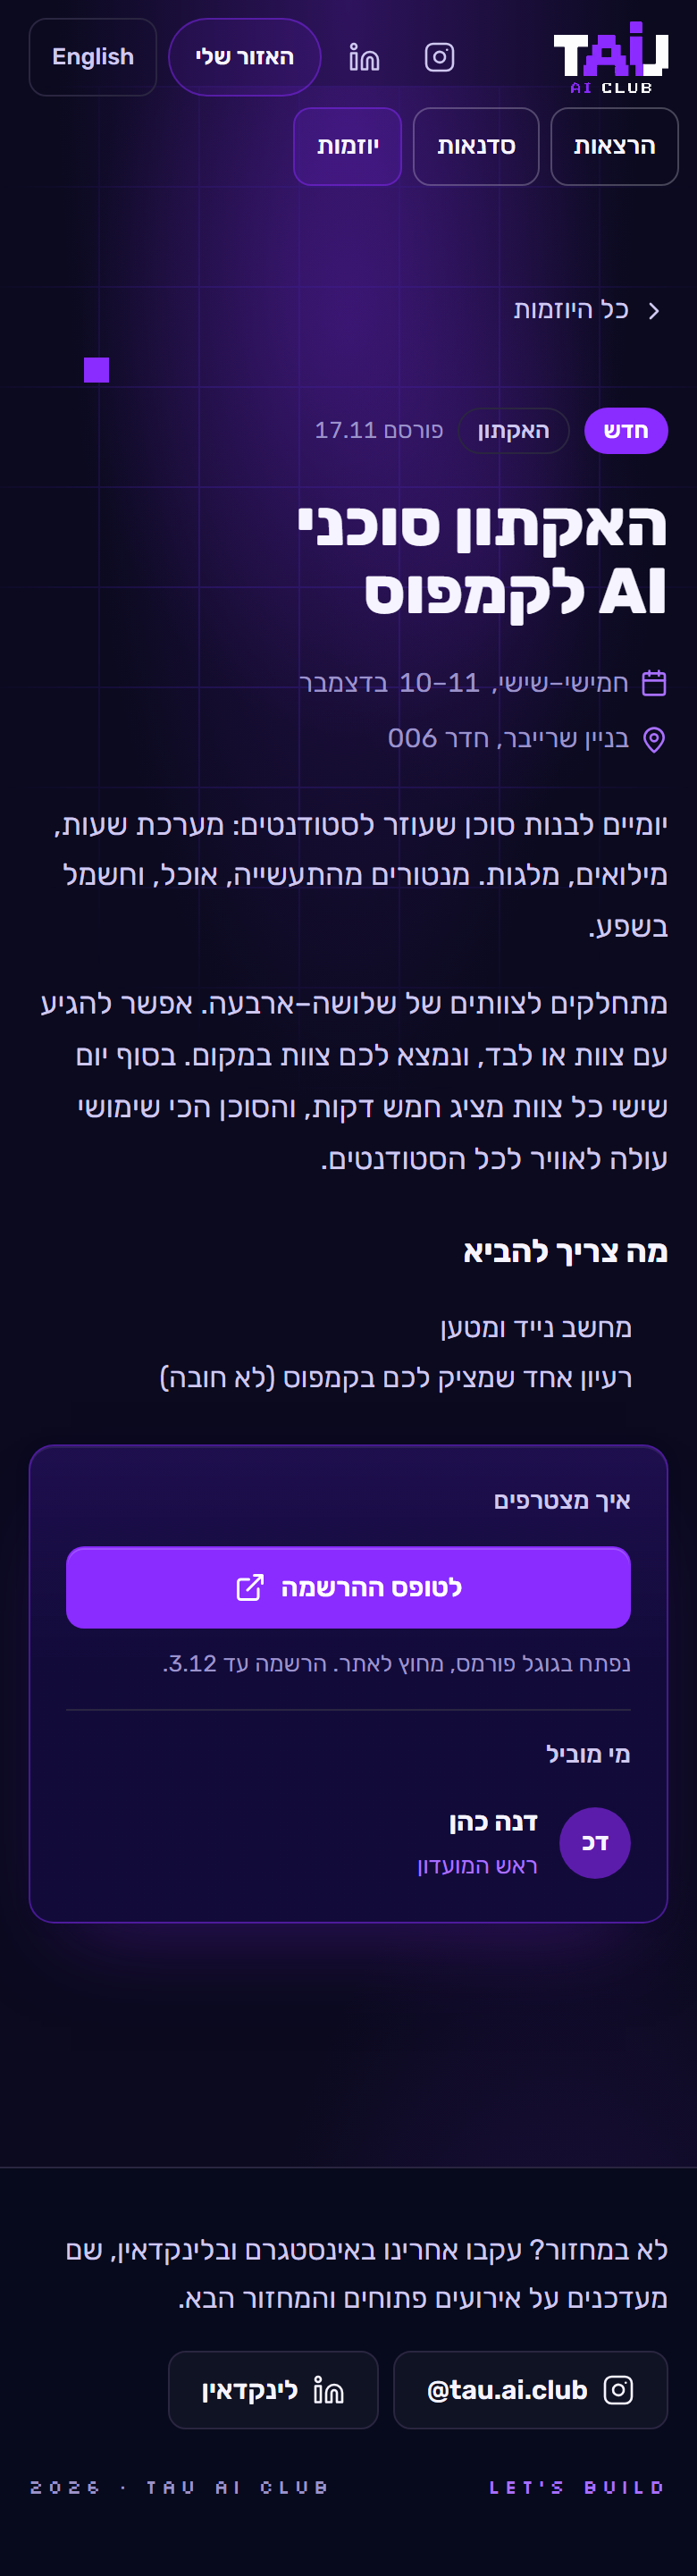 TAiU
AI CLUB
האזור שלי
English
הרצאות
סדנאות
יוזמות
כל היוזמות
חדש
האקתון
פורסם 17.11
האקתון סוכני
AI לקמפוס
חמישי–שישי, 10–11 בדצמבר
בניין שרייבר, חדר 006
יומיים לבנות סוכן שעוזר לסטודנטים: מערכת שעות,
מילואים, מלגות. מנטורים מהתעשייה, אוכל, וחשמל
בשפע.
מתחלקים לצוותים של שלושה–ארבעה. אפשר להגיע
עם צוות או לבד, ונמצא לכם צוות במקום. בסוף יום
שישי כל צוות מציג חמש דקות, והסוכן הכי שימושי
עולה לאוויר לכל הסטודנטים.
מה צריך להביא
מחשב נייד ומטען
רעיון אחד שמציק לכם בקמפוס (לא חובה)
איך מצטרפים
לטופס ההרשמה
נפתח בגוגל פורמס, מחוץ לאתר. הרשמה עד 3.12.
מי מוביל
דכ
דנה כהן
ראש המועדון
לא במחזור? עקבו אחרינו באינסטגרם ובלינקדאין, שם
מעדכנים על אירועים פתוחים והמחזור הבא.
@tau.ai.club
לינקדאין
LET'S BUILD
2026 · TAU AI CLUB